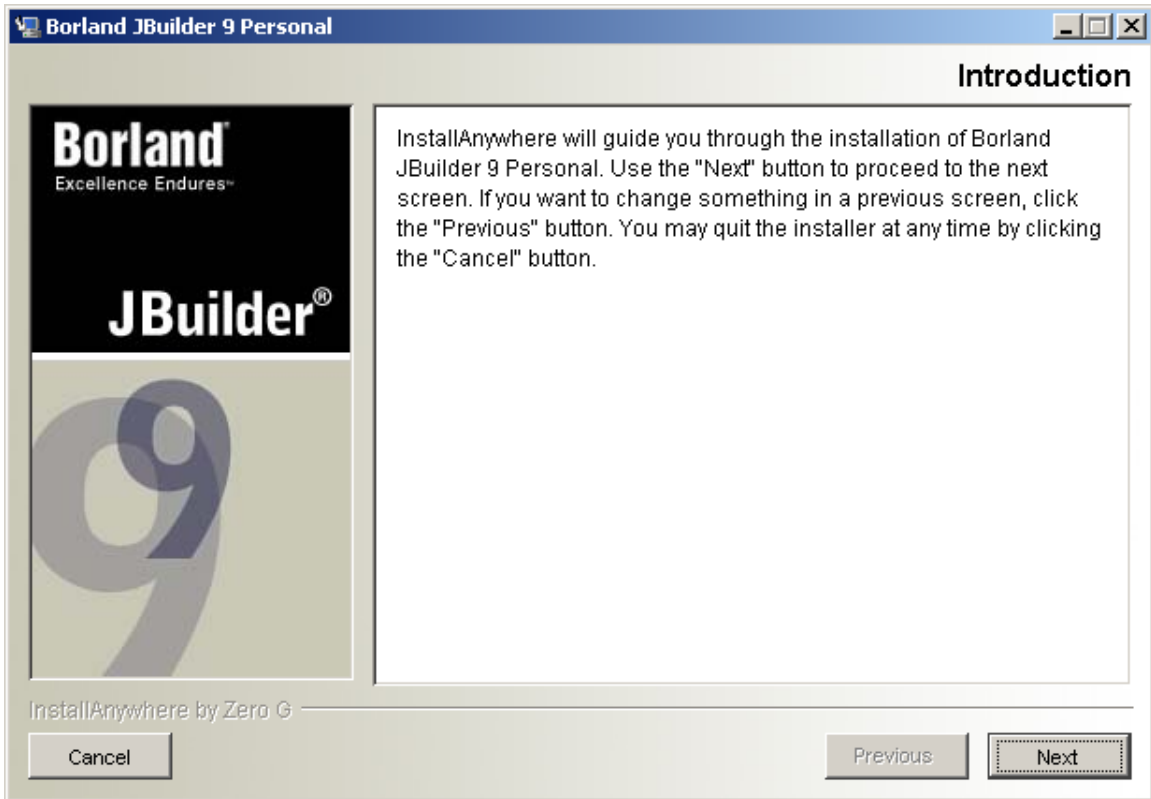 Borland JBuilder 9 Personal
Introduction
Borland
Excellence Endures™
JBuilder®
99
InstallAnywhere will guide you through the installation of Borland
JBuilder 9 Personal. Use the "Next" button to proceed to the next
screen. If you want to change something in a previous screen, click
the "Previous" button. You may quit the installer at any time by clicking
the "Cancel" button.
InstallAnywhere by Zero G
Cancel
Previous
Next